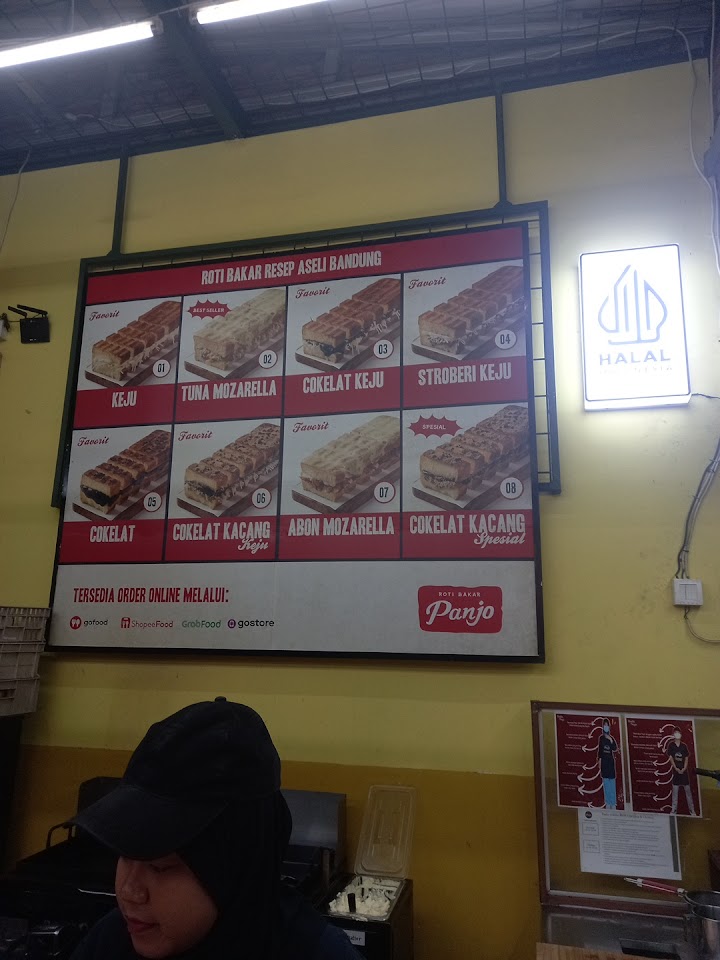 ROTI BAKAR RESEP ASELI BANDUNG
Favorit
01
KEJU
BEST SELLER
02
TUNA MOZARELLA
Favorit
03
COKELAT KEJU
Favorit
04
STROBERI KEJU
Favorit
05
COKELAT
Favorit
06
COKELAT KACANG
Keju
Favorit
07
ABON MOZARELLA
SPESIAL
08
COKELAT KACANG
Spesial
TERSEDIA ORDER ONLINE MELALUI:
gofood
ShopeeFood
GrabFood
gostore
ROTI BAKAR
Panjo
HALAL
INDONESIA